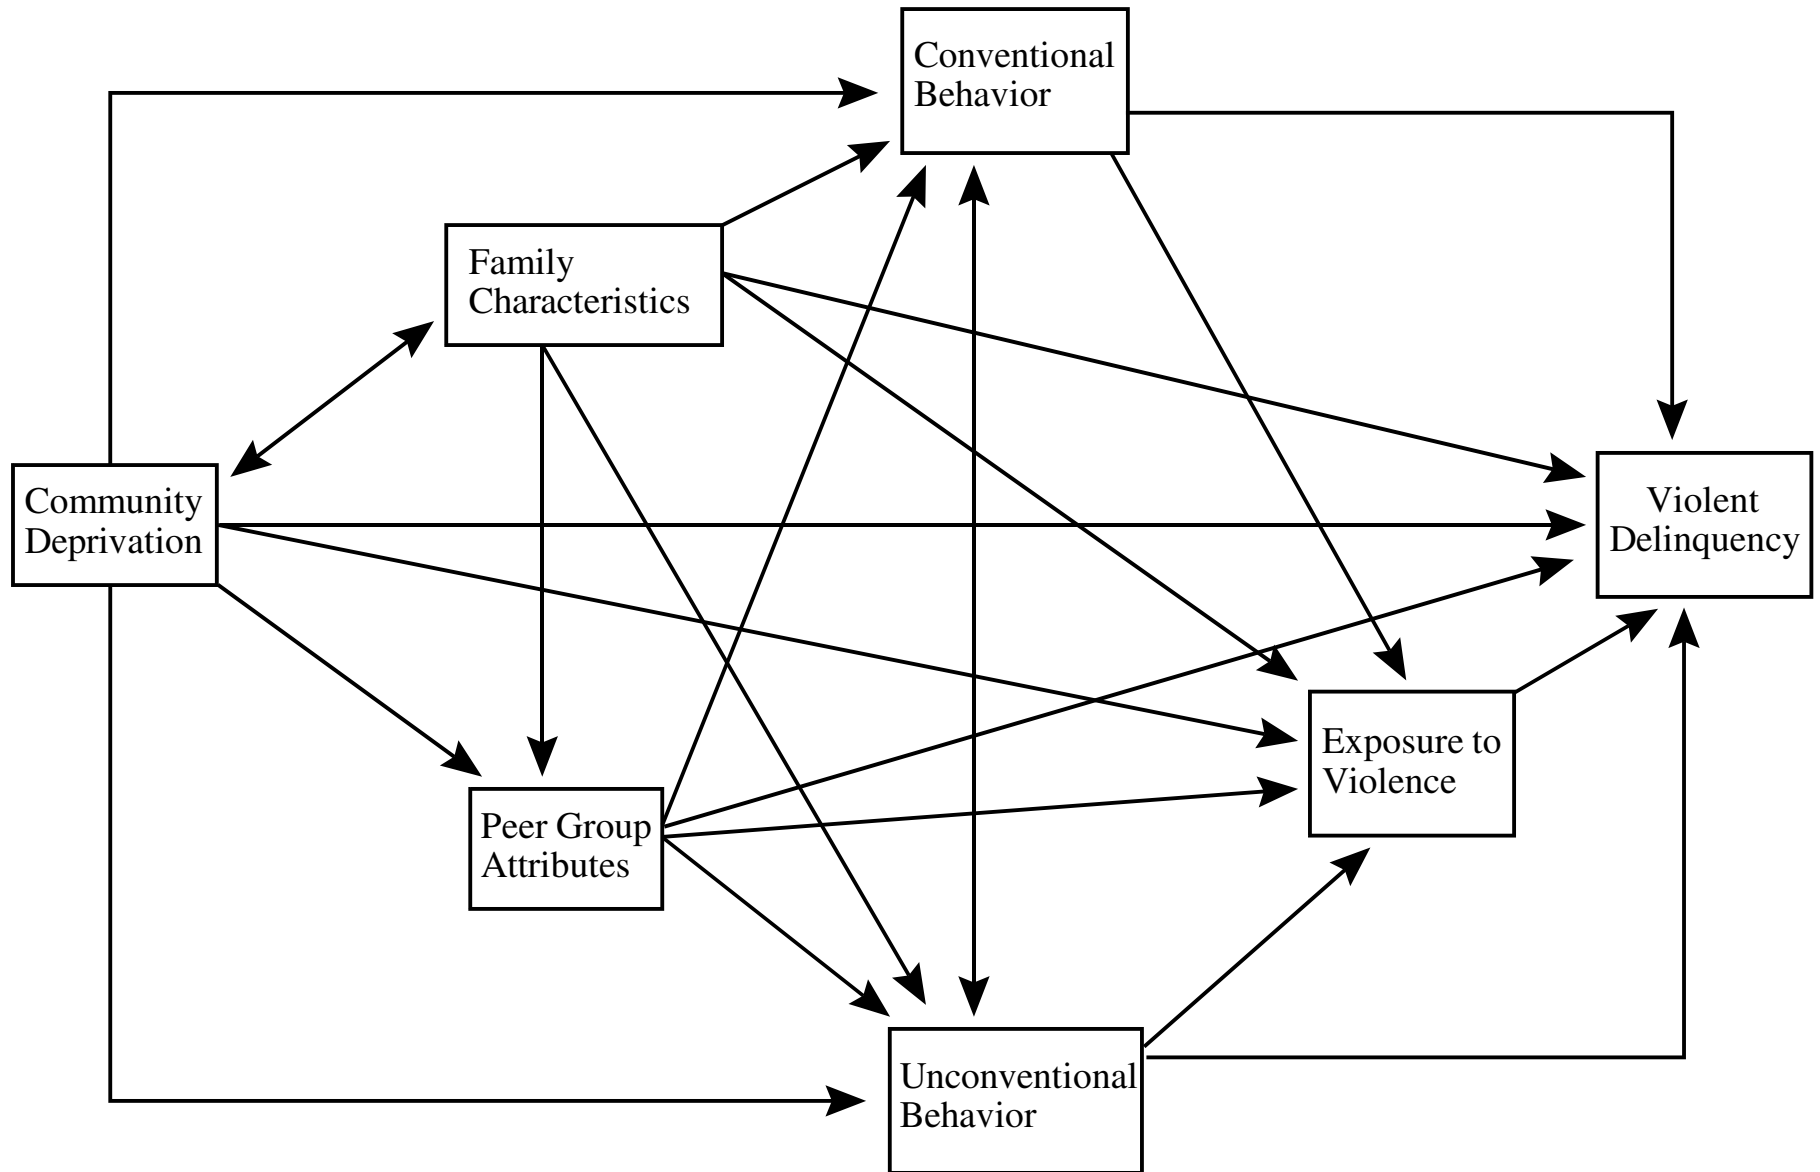 Conventional
Behavior
Family
Characteristics
Community
Deprivation
Violent
Delinquency
Exposure to
Violence
Peer Group
Attributes
Unconventional
Behavior